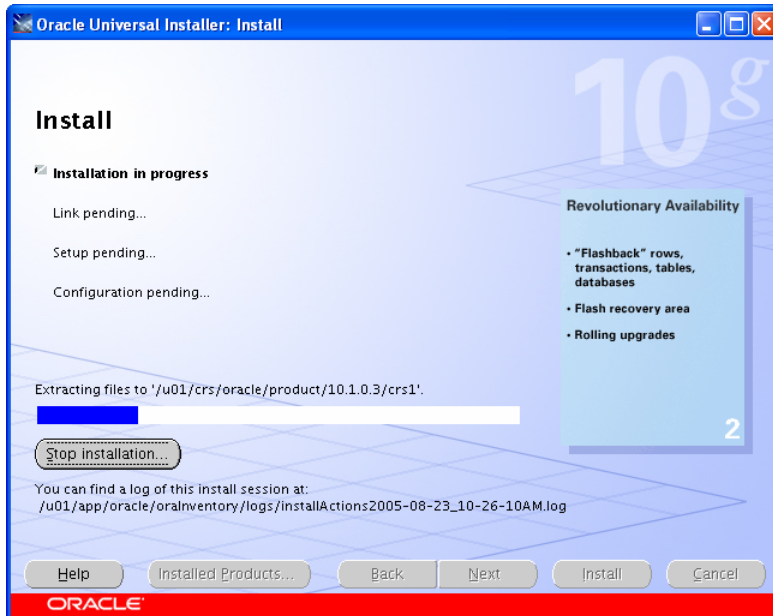 Oracle Universal Installer: Install
10g
Install
Installation in progress
Link pending...
Setup pending...
Configuration pending...
Revolutionary Availability
• "Flashback" rows,
transactions, tables,
databases
• Flash recovery area
• Rolling upgrades
2
Extracting files to '/u01/crs/oracle/product/10.1.0.3/crs1'.
Stop installation...
You can find a log of this install session at:
/u01/app/oracle/oraInventory/logs/installActions2005-08-23_10-26-10AM.log
Help
Installed Products...
Back
Next
Install
Cancel
ORACLE